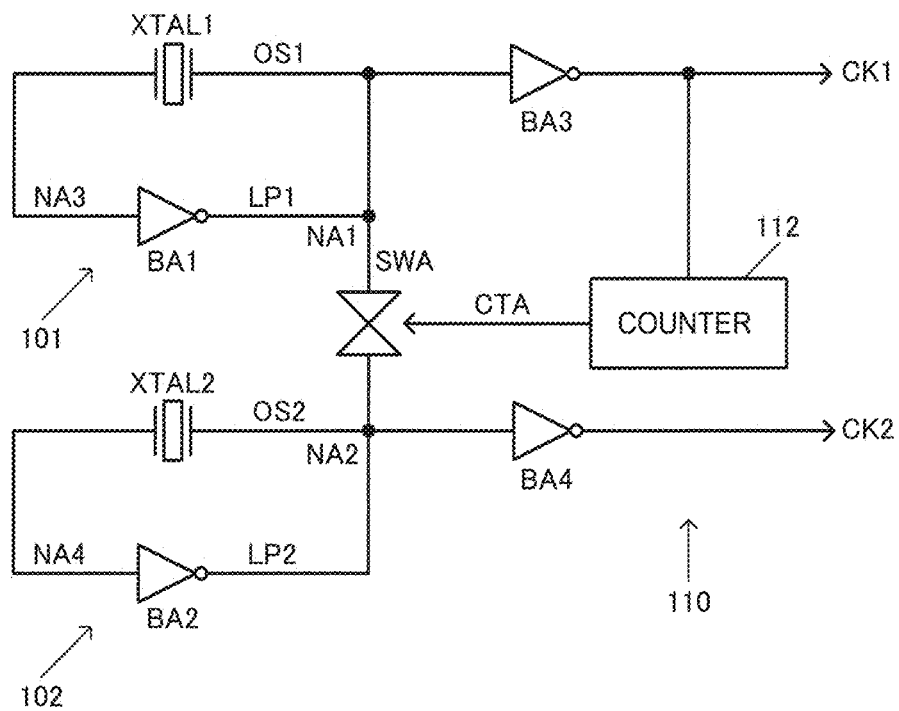 XTAL1
OS1
CK1
BA3
NA3
LP1
NA1
BA1
SWA
112
101
CTA
COUNTER
XTAL2
OS2
NA2
CK2
BA4
NA4
LP2
BA2
110
102